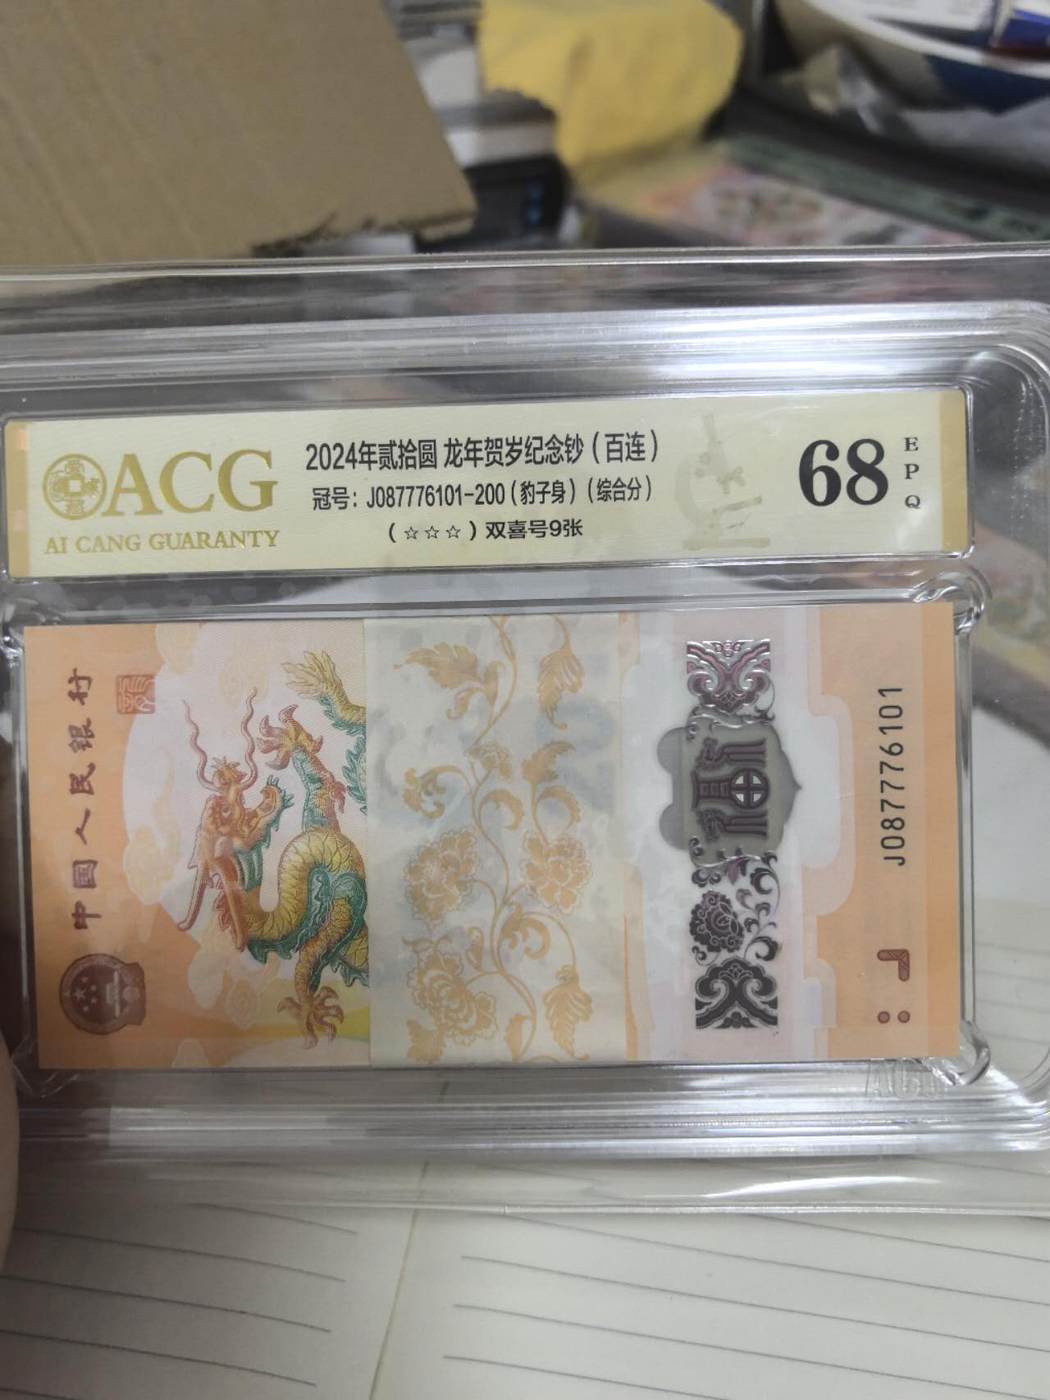 ACG
AI CANG GUARANTY
2024年贰拾圆 龙年贺岁纪念钞(百连)
冠号: J087776101-200(豹子身)(综合分)
(☆☆☆)双喜号9张
68
EPQ
中国人民银行
J087776101
ACG